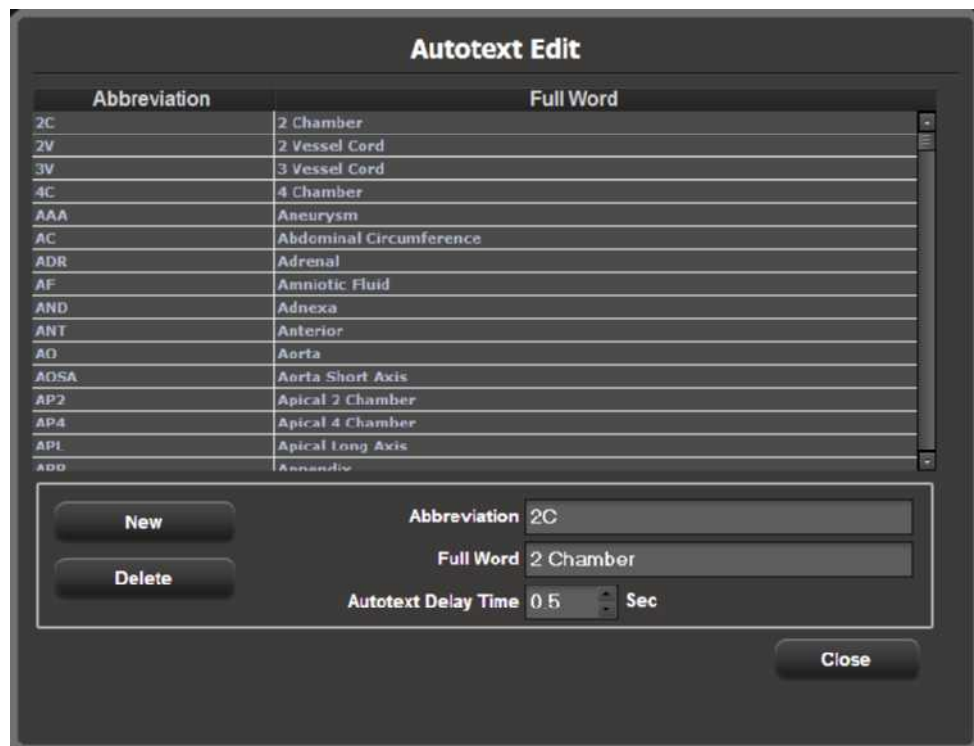 Autotext Edit
Abbreviation Full Word
2C 2 Chamber
2V 2 Vessel Cord
3V 3 Vessel Cord
4C 4 Chamber
AAA Aneurysm
AC Abdominal Circumference
ADR Adrenal
AF Amniotic Fluid
AND Adnexa
ANT Anterior
AO Aorta
AOSA Aorta Short Axis
AP2 Apical 2 Chamber
AP4 Apical 4 Chamber
APL Apical Long Axis
APP Appendix
New Abbreviation 2C
Full Word 2 Chamber
Delete
Autotext Delay Time 0.5 Sec
Close